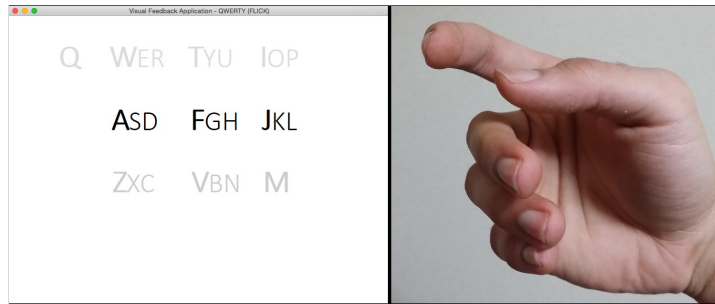 Visual Feedback Application - QWERTY (FLICK)
Q WER TYU IOP
ASD FGH JKL
ZXC VBN M